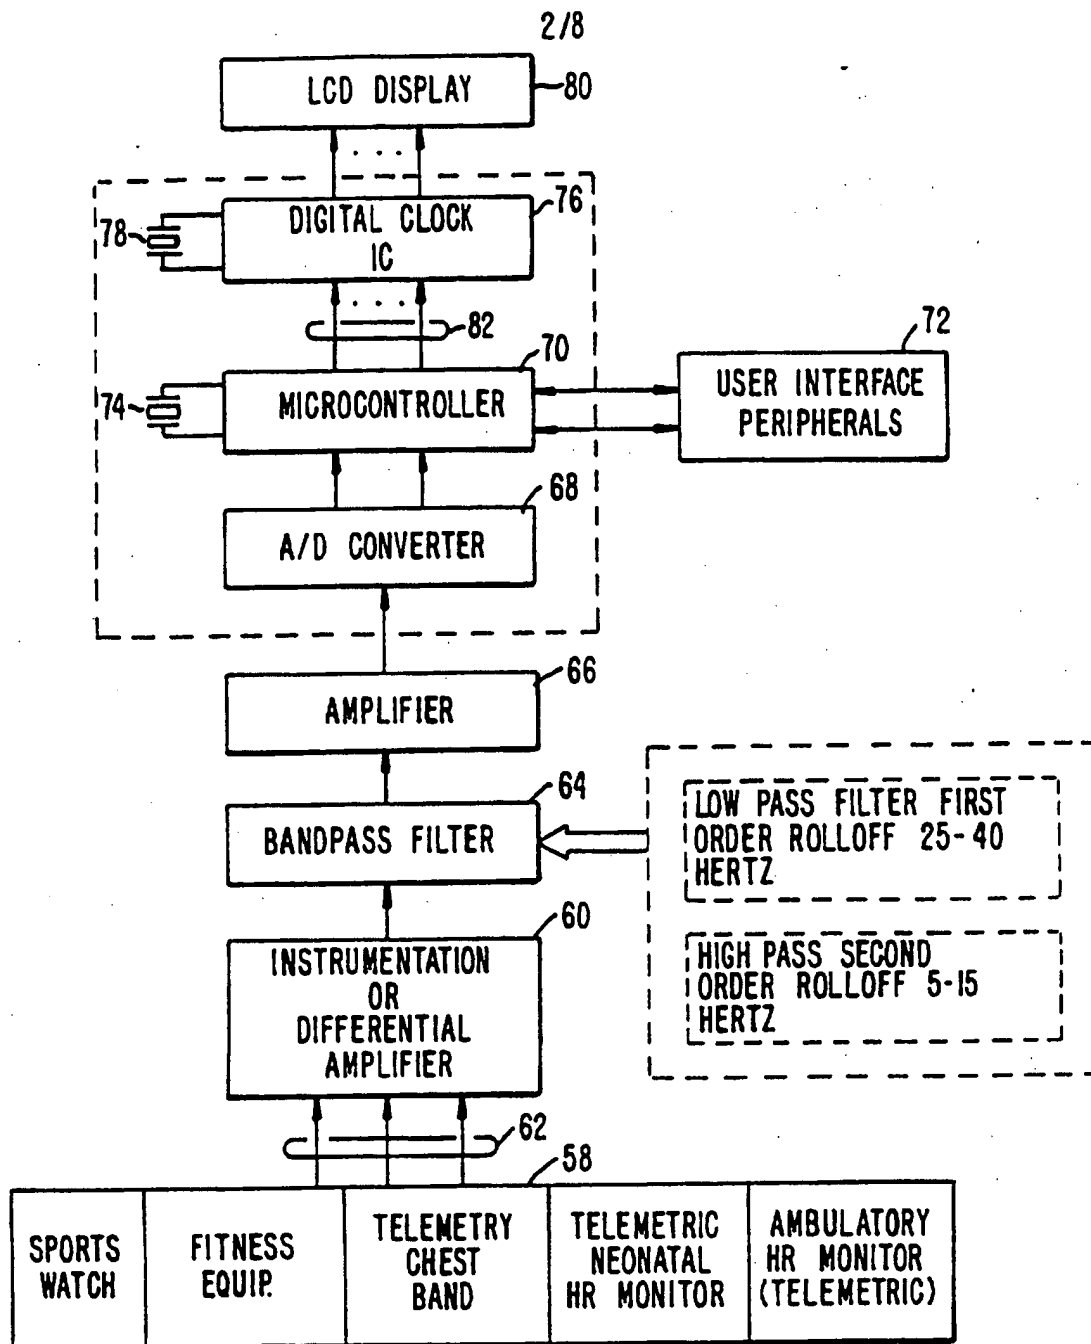 2/8
LCD DISPLAY
80
DIGITAL CLOCK
IC
76
78
82
70
MICROCONTROLLER
74
72
USER INTERFACE
PERIPHERALS
68
A/D CONVERTER
66
AMPLIFIER
64
BANDPASS FILTER
LOW PASS FILTER FIRST
ORDER ROLLOFF 25-40
HERTZ
HIGH PASS SECOND
ORDER ROLLOFF 5-15
HERTZ
60
INSTRUMENTATION
OR
DIFFERENTIAL
AMPLIFIER
62
58
SPORTS
WATCH
FITNESS
EQUIP.
TELEMETRY
CHEST
BAND
TELEMETRIC
NEONATAL
HR MONITOR
AMBULATORY
HR MONITOR
(TELEMETRIC)